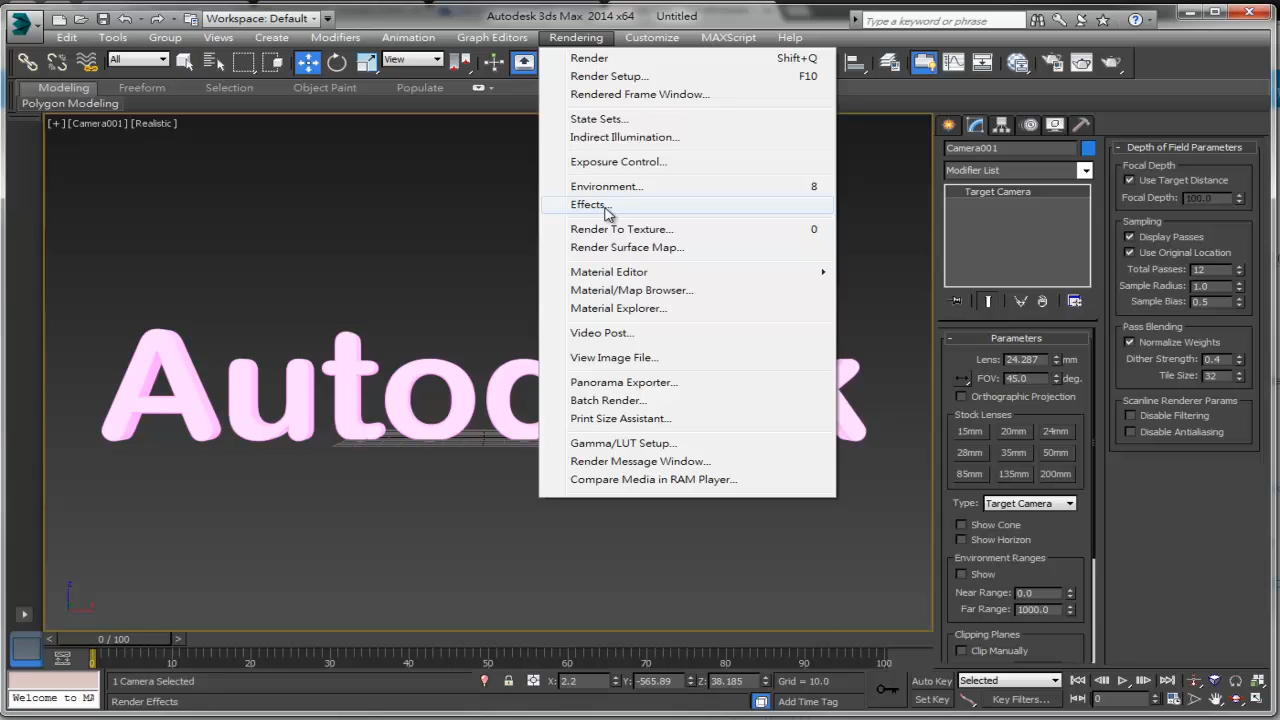 Workspace: Default
Autodesk 3ds Max 2014 x64 Untitled
Type a keyword or phrase
Edit Tools Group Views Create Modifiers Animation Graph Editors Rendering Customize MAXScript Help
All
View
Modeling Freeform Selection Object Paint Populate
Polygon Modeling
[+] [Camera001] [Realistic]
Render Shift+Q
Render Setup... F10
Rendered Frame Window...
State Sets...
Indirect Illumination...
Exposure Control...
Environment... 8
Effects...
Render To Texture... 0
Render Surface Map...
Material Editor
Material/Map Browser...
Material Explorer...
Video Post...
View Image File...
Panorama Exporter...
Batch Render...
Print Size Assistant...
Gamma/LUT Setup...
Render Message Window...
Compare Media in RAM Player...
Camera001
Modifier List
Target Camera
Parameters
Lens: 24.287 mm
FOV: 45.0 deg.
Orthographic Projection
Stock Lenses
15mm 20mm 24mm
28mm 35mm 50mm
85mm 135mm 200mm
Type: Target Camera
Show Cone
Show Horizon
Environment Ranges
Show
Near Range: 0.0
Far Range: 1000.0
Clipping Planes
Clip Manually
Depth of Field Parameters
Focal Depth
Use Target Distance
Focal Depth: 100.0
Sampling
Display Passes
Use Original Location
Total Passes: 12
Sample Radius: 1.0
Sample Bias: 0.5
Pass Blending
Normalize Weights
Dither Strength: 0.4
Tile Size: 32
Scanline Renderer Params
Disable Filtering
Disable Antialiasing
z
x
0 / 100
0 10 20 30 40 50 60 70 80 90 100
1 Camera Selected
X: 2.2 Y: -565.89 Z: 38.185 Grid = 10.0
Auto Key Selected
Welcome to MA
Render Effects
Add Time Tag
Set Key Key Filters... 0